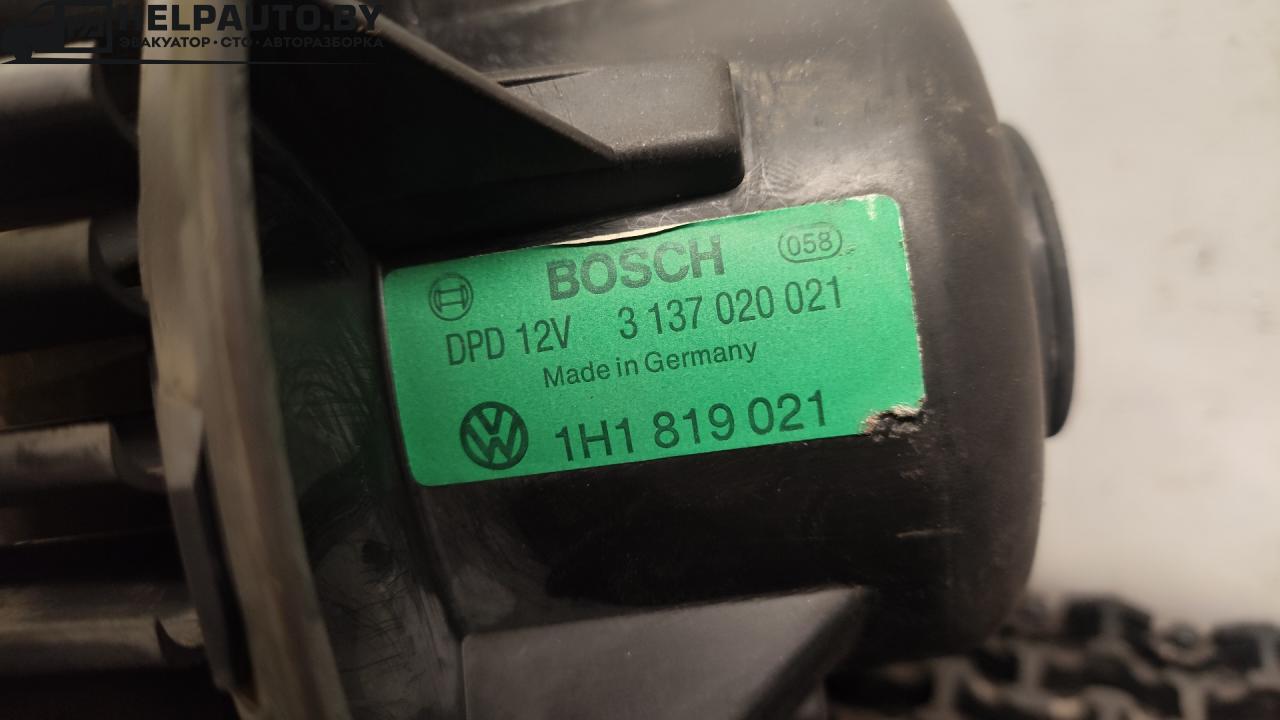 HELPAUTO.BY
ЭВАКУАТОР • СТО • АВТОРАЗБОРКА
BOSCH 058
DPD 12V 3 137 020 021
Made in Germany
VW 1H1 819 021